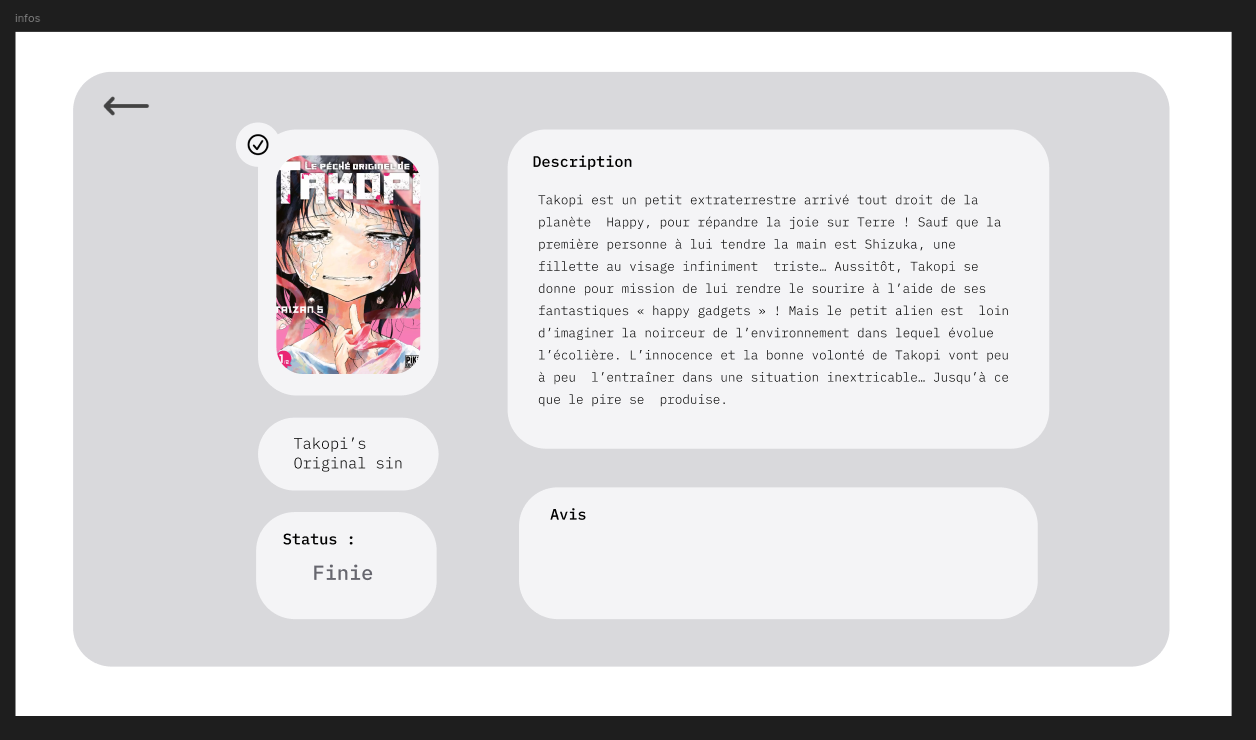 infos
LE PÉCHÉ ORIGINEL DE
TAKOPI
TAIZAN 5
Takopi’s
Original sin
Status :
Finie
Description
Takopi est un petit extraterrestre arrivé tout droit de la
planète  Happy, pour répandre la joie sur Terre ! Sauf que la
première personne à lui tendre la main est Shizuka, une
fillette au visage infiniment  triste… Aussitôt, Takopi se
donne pour mission de lui rendre le sourire à l’aide de ses
fantastiques « happy gadgets » ! Mais le petit alien est  loin
d’imaginer la noirceur de l’environnement dans lequel évolue
l’écolière. L’innocence et la bonne volonté de Takopi vont peu
à peu  l’entraîner dans une situation inextricable… Jusqu’à ce
que le pire se  produise.
Avis